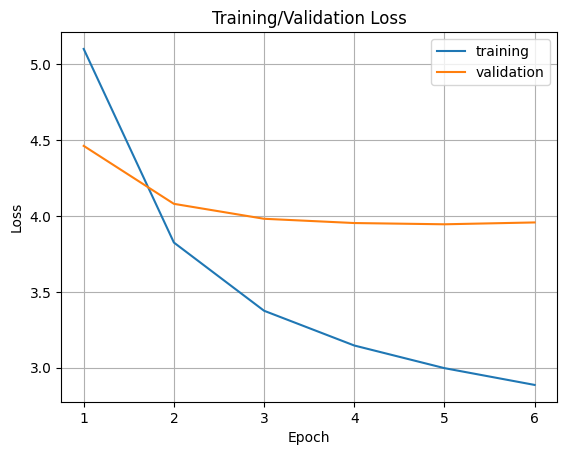 Training/Validation Loss
training
validation
5.0
4.5
4.0
3.5
3.0
Loss
1 2 3 4 5 6
Epoch